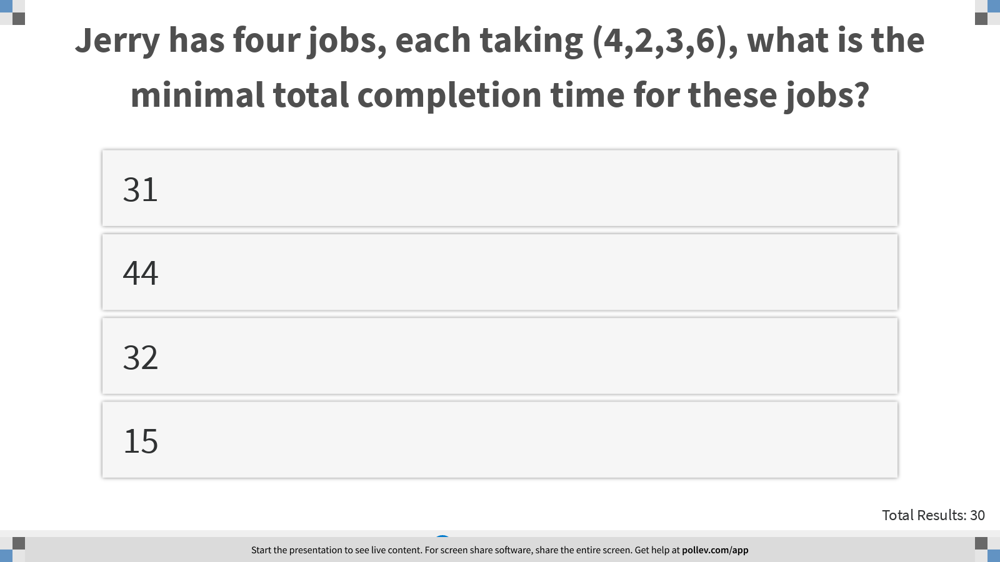 Jerry has four jobs, each taking (4,2,3,6), what is the
minimal total completion time for these jobs?
31
44
32
15
Total Results: 30
Start the presentation to see live content. For screen share software, share the entire screen. Get help at pollev.com/app